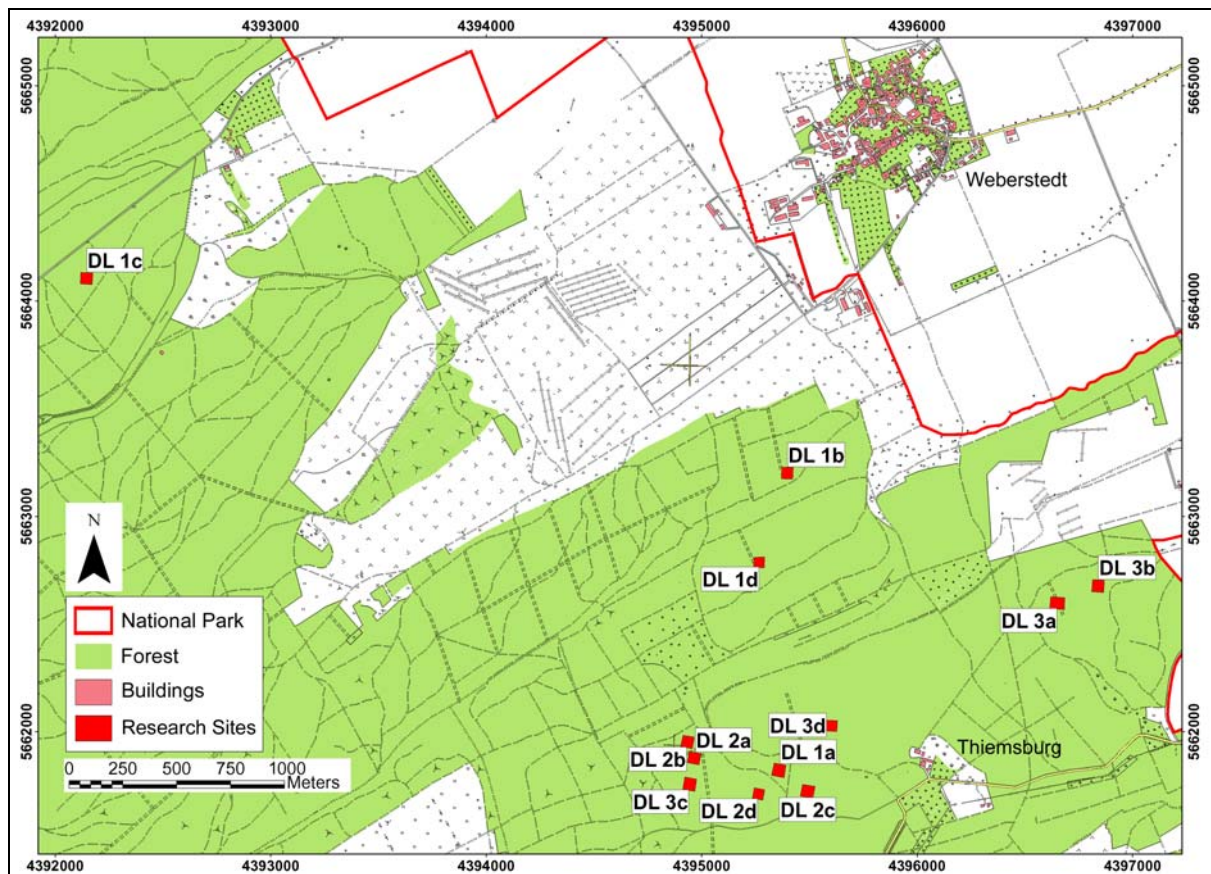 4392000 4393000 4394000 4395000 4396000 4397000
5665000 5665000
Weberstedt
DL 1c
5664000 5664000
DL 1b
5663000 5663000
N
DL 1d
DL 3b
DL 3a
National Park
Forest
Buildings
Research Sites
0 250 500 750 1000
Meters
5662000 5662000
DL 3d
DL 2a
DL 1a
Thiemsburg
DL 2b
DL 3c
DL 2d
DL 2c
4392000 4393000 4394000 4395000 4396000 4397000